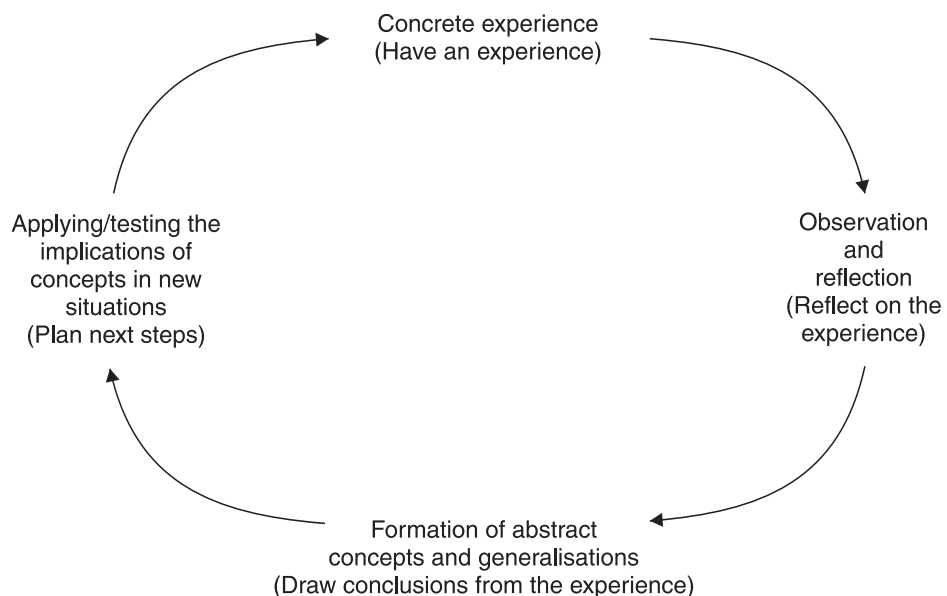 Concrete experience
(Have an experience)
Observation
and
reflection
(Reflect on the
experience)
Formation of abstract
concepts and generalisations
(Draw conclusions from the experience)
Applying/testing the
implications of
concepts in new
situations
(Plan next steps)